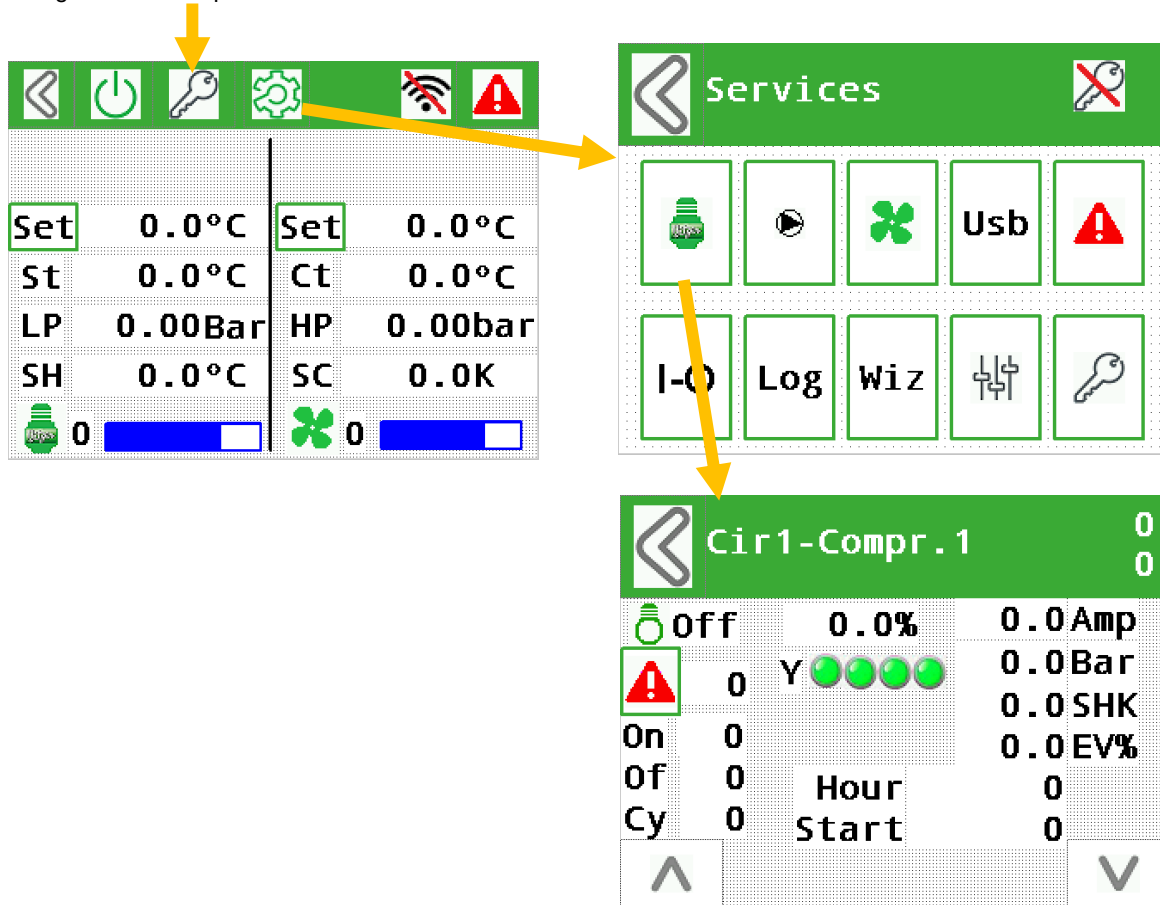 Set 0.0°C Set 0.0°C
St 0.0°C Ct 0.0°C
LP 0.00Bar HP 0.00bar
SH 0.0°C SC 0.0K
0 0
Services
Usb
I-O Log Wiz
Cir1-Compr.1 0
0
Off 0.0% 0.0 Amp
0 Y 0.0 Bar
0.0 SHK
On 0 0.0 EV%
Of 0 Hour 0
Cy 0 Start 0